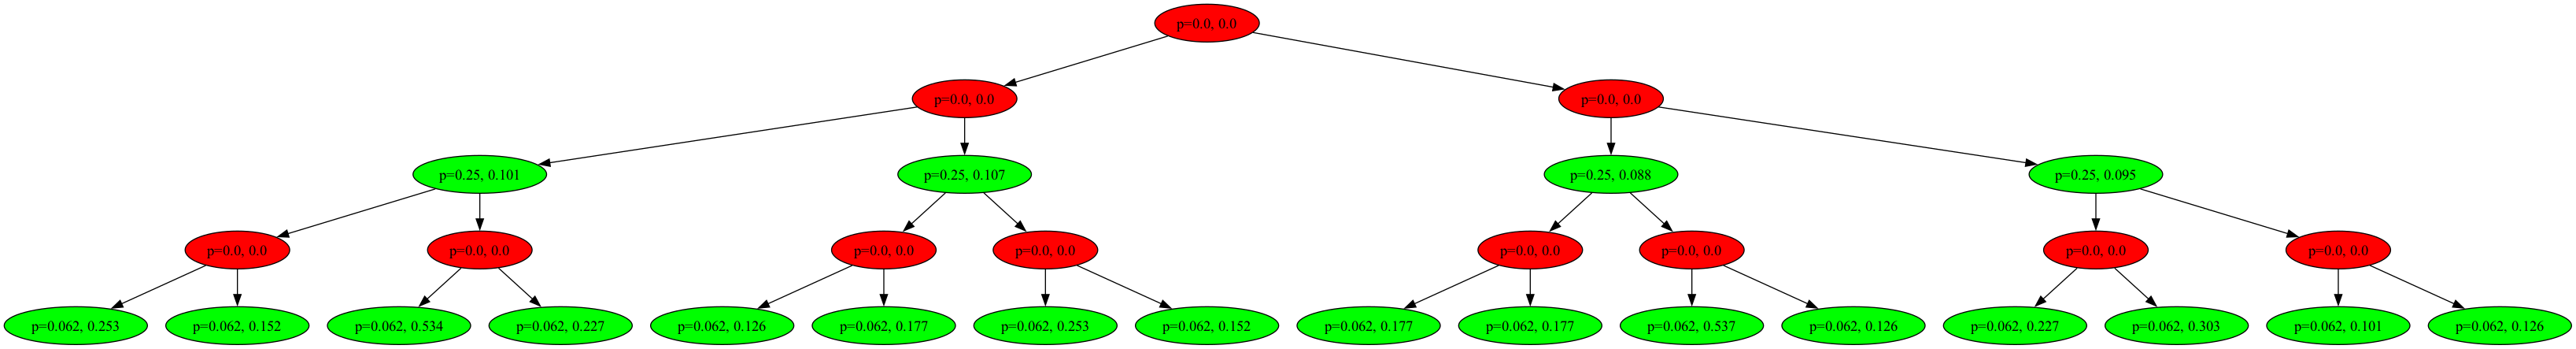 p=0.0, 0.0
p=0.0, 0.0
p=0.0, 0.0
p=0.25, 0.101
p=0.25, 0.107
p=0.25, 0.088
p=0.25, 0.095
p=0.0, 0.0
p=0.0, 0.0
p=0.0, 0.0
p=0.0, 0.0
p=0.0, 0.0
p=0.0, 0.0
p=0.0, 0.0
p=0.0, 0.0
p=0.062, 0.253
p=0.062, 0.152
p=0.062, 0.534
p=0.062, 0.227
p=0.062, 0.126
p=0.062, 0.177
p=0.062, 0.253
p=0.062, 0.152
p=0.062, 0.177
p=0.062, 0.177
p=0.062, 0.537
p=0.062, 0.126
p=0.062, 0.227
p=0.062, 0.303
p=0.062, 0.101
p=0.062, 0.126